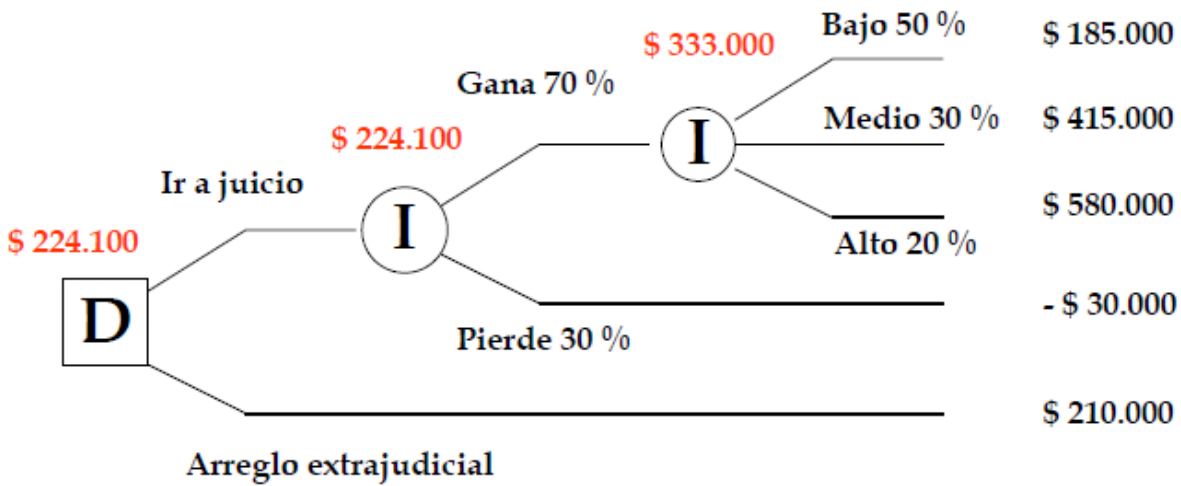 Bajo 50 %
$ 185.000
$ 333.000
Gana 70 %
I
Medio 30 %
$ 415.000
$ 224.100
Ir a juicio
I
$ 580.000
Alto 20 %
$ 224.100
D
- $ 30.000
Pierde 30 %
$ 210.000
Arreglo extrajudicial